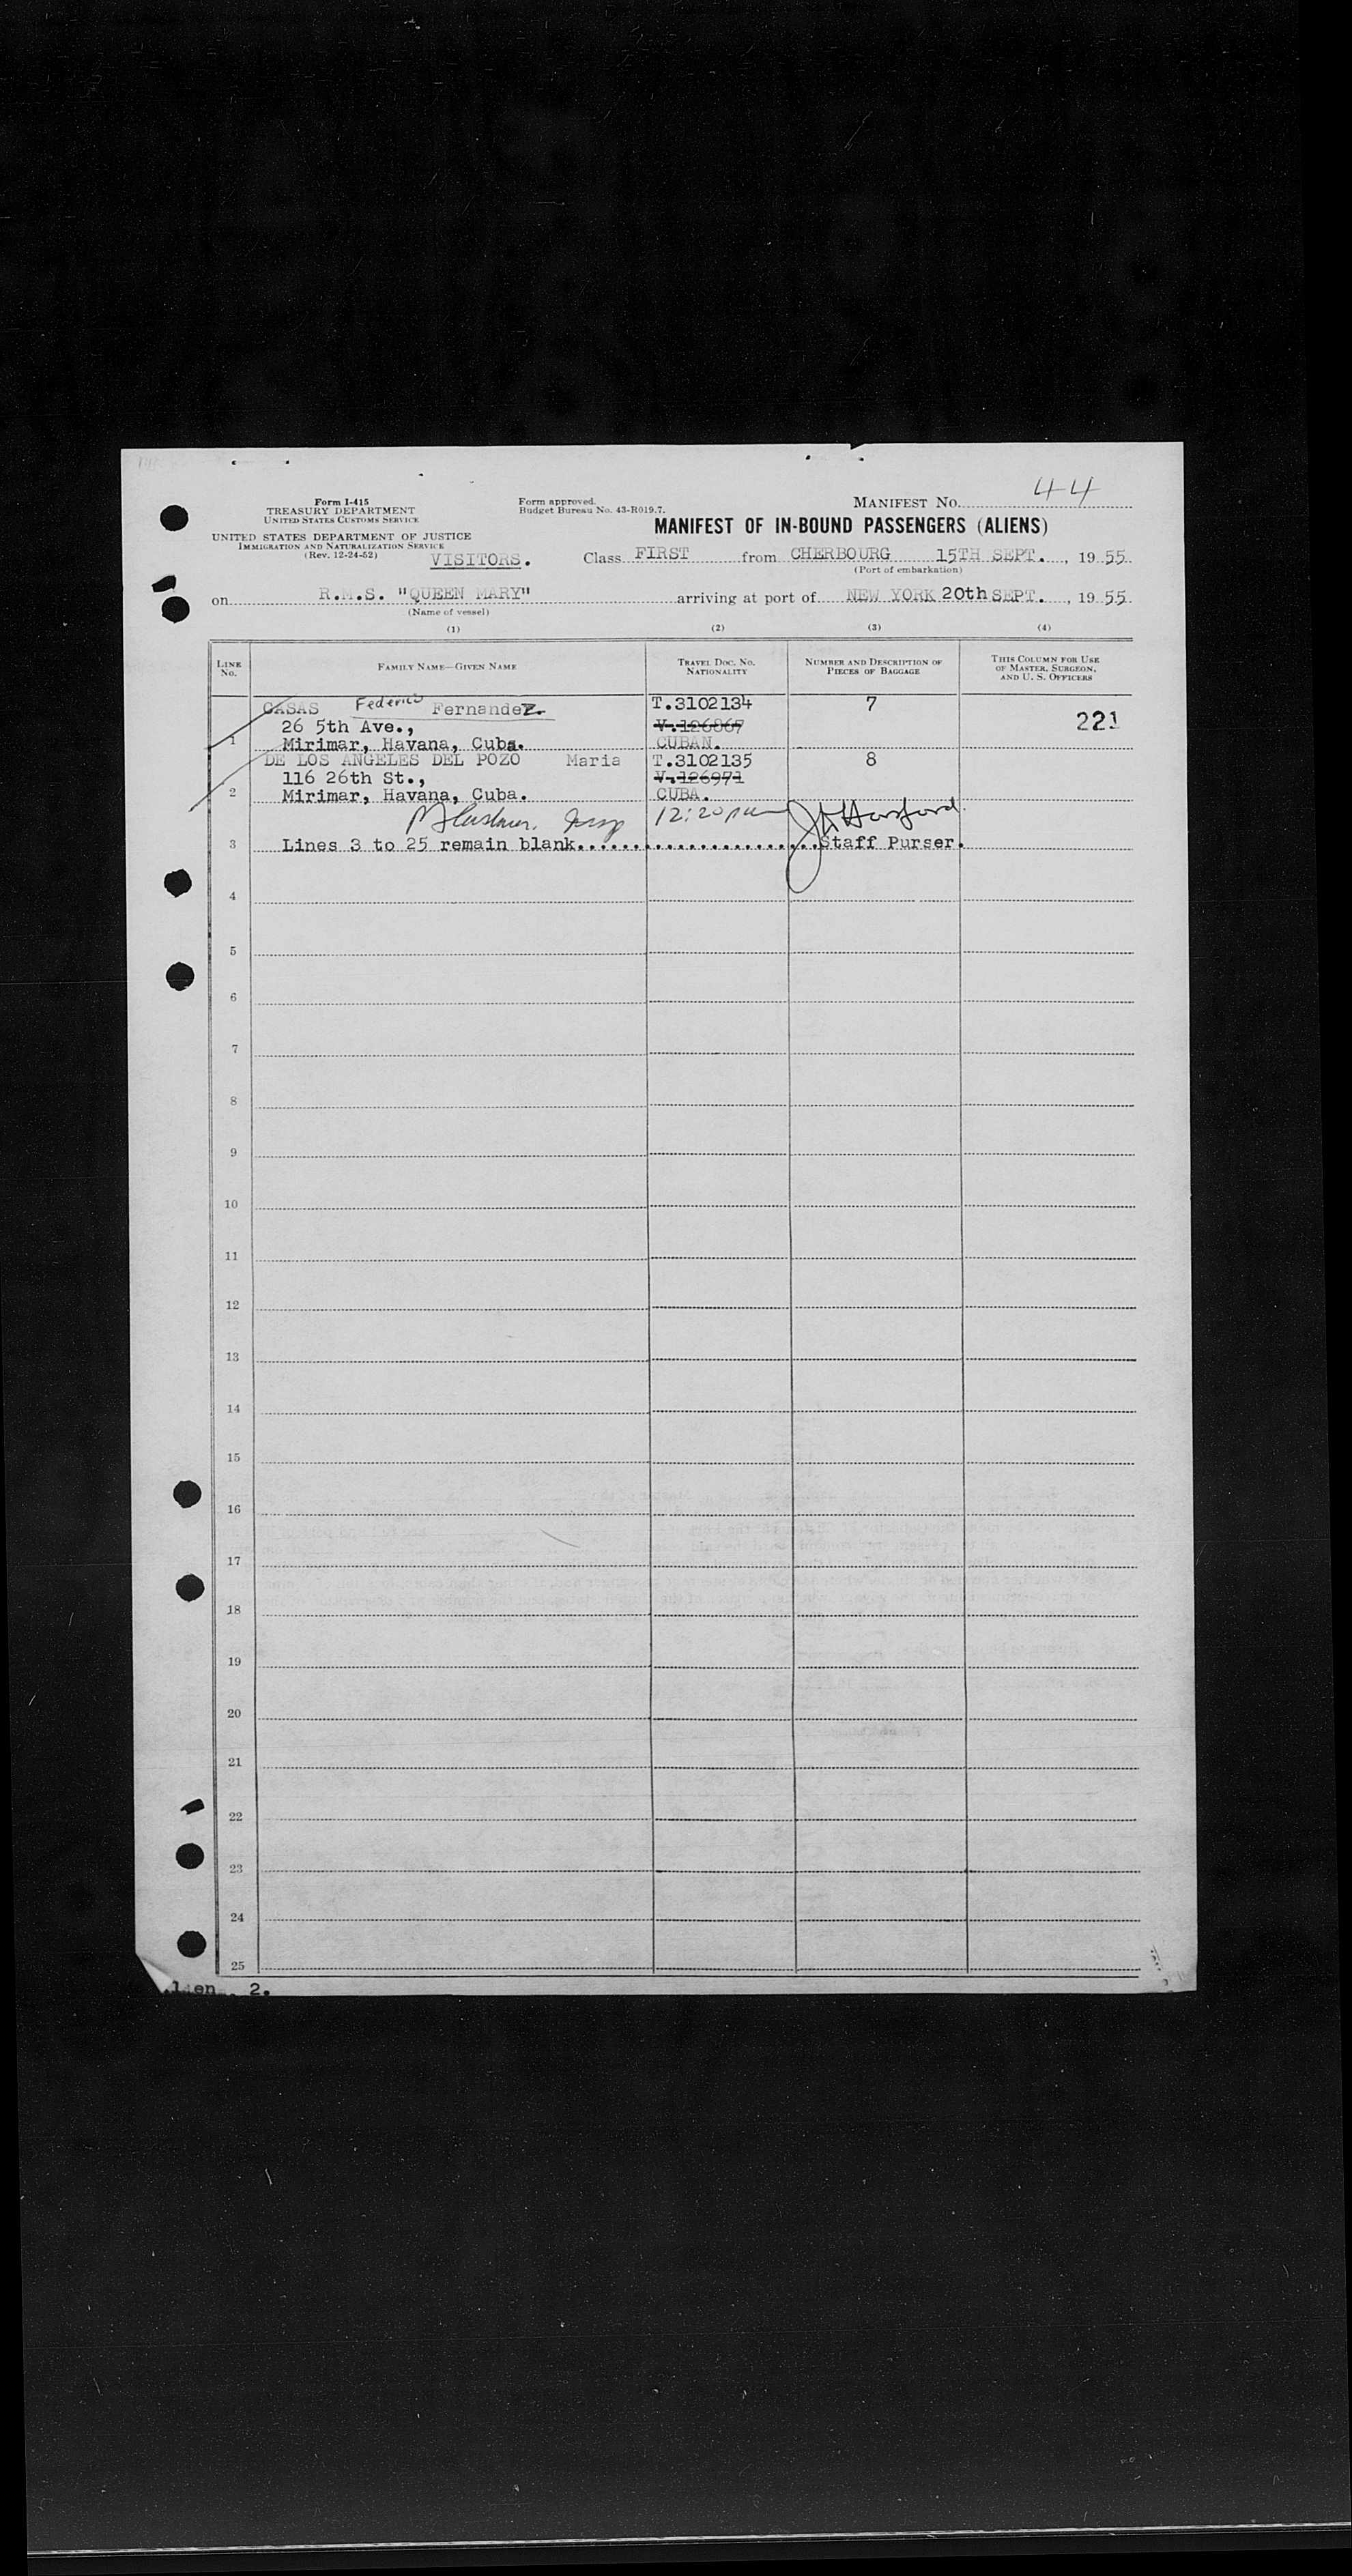 44
Form I-415
TREASURY DEPARTMENT
UNITED STATES CUSTOMS SERVICE
UNITED STATES DEPARTMENT OF JUSTICE
IMMIGRATION AND NATURALIZATION SERVICE
(Rev. 12-24-52)
VISITORS.
Form approved.
Budget Bureau No. 43-R019.7.
MANIFEST NO.
MANIFEST OF IN-BOUND PASSENGERS (ALIENS)
Class FIRST from CHERBOURG 15TH SEPT., 1955
(Port of embarkation)
on R.M.S. "QUEEN MARY" arriving at port of NEW YORK 20th SEPT., 1955
(Name of vessel)
(1) (2) (3) (4)
LINE No. FAMILY NAME—GIVEN NAME TRAVEL DOC. NO. NATIONALITY NUMBER AND DESCRIPTION OF PIECES OF BAGGAGE THIS COLUMN FOR USE OF MASTER, SURGEON, AND U. S. OFFICERS
CASAS Federico Fernandez. T.3102134 7
26 5th Ave., V.126867 221
1 Mirimar, Havana, Cuba. CUBAN.
DE LOS ANGELES DEL POZO Maria T.3102135 8
116 26th St., V.126971
2 Mirimar, Havana, Cuba. CUBA.
12:20 pm
3 Lines 3 to 25 remain blank........................Staff Purser.
4
5
6
7
8
9
10
11
12
13
14
15
16
17
18
19
20
21
22
23
24
25
2.